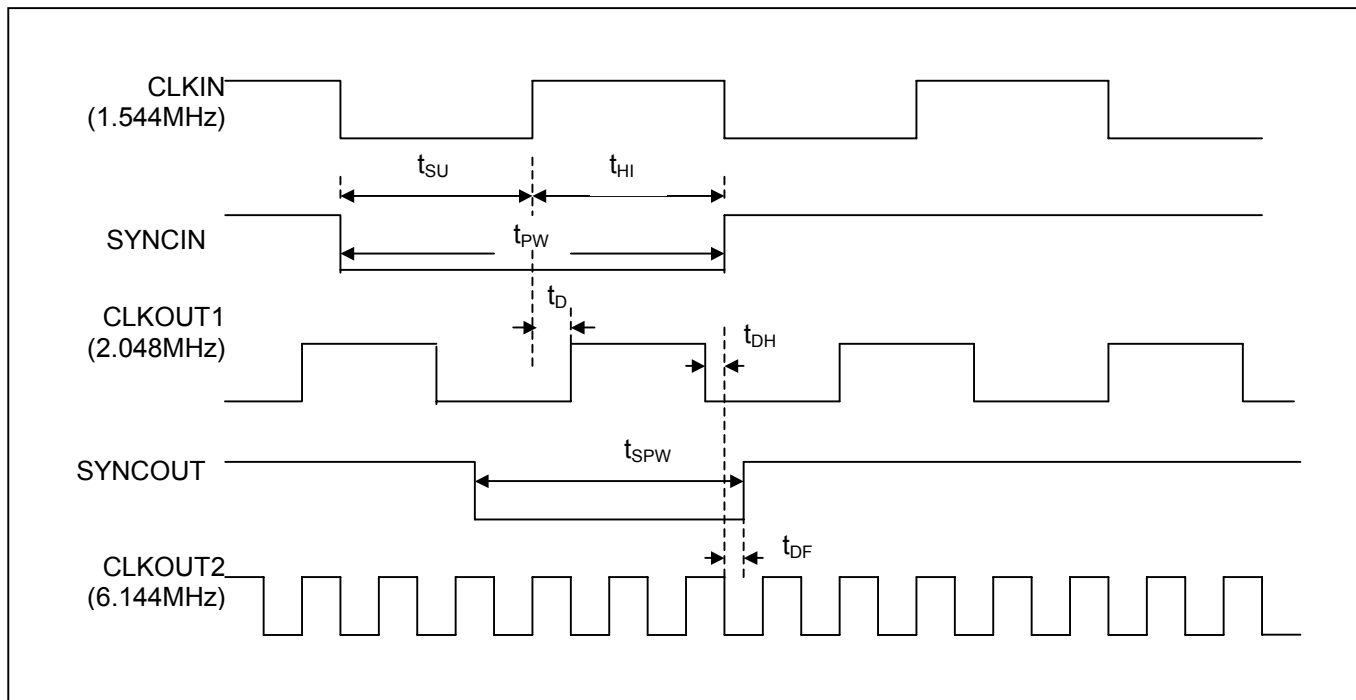 CLKIN
(1.544MHz)
tSU
tHI
SYNCIN
tPW
tD
CLKOUT1
(2.048MHz)
tDH
SYNCOUT
tSPW
tDF
CLKOUT2
(6.144MHz)